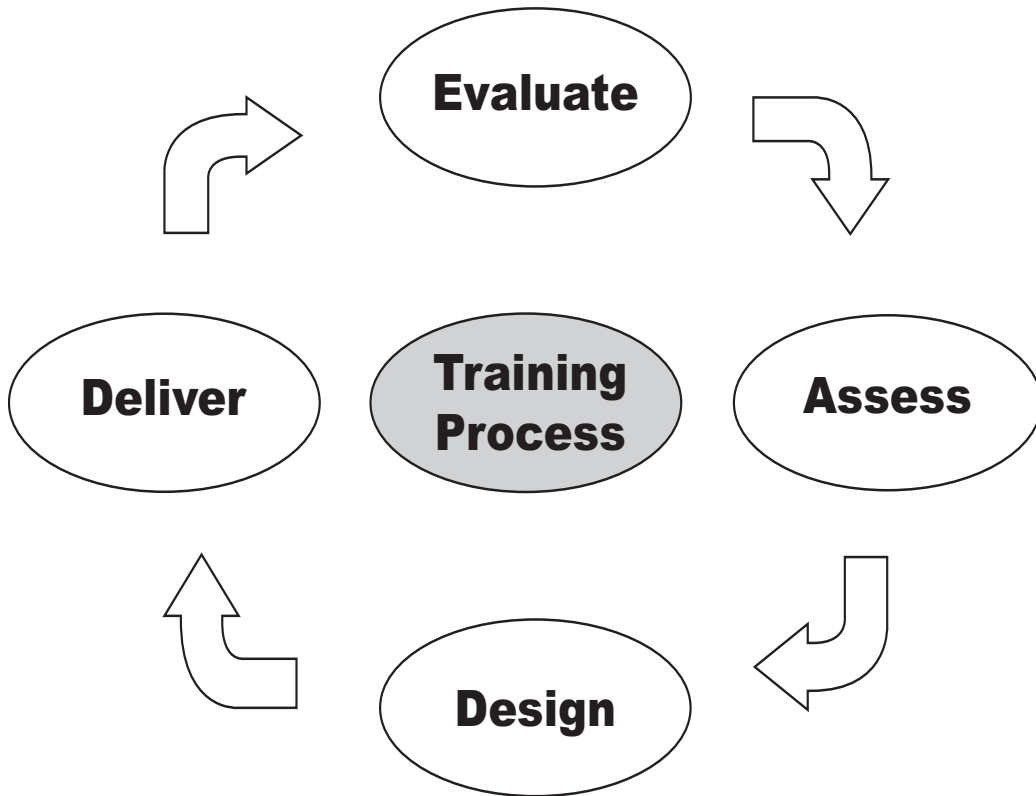 Evaluate
Deliver
Training
Process
Assess
Design